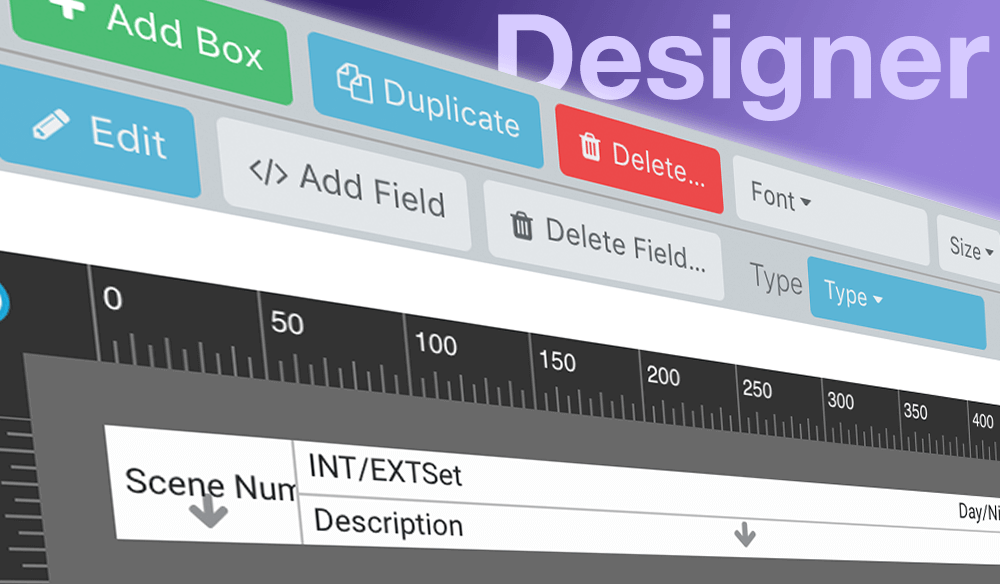 Designer
Add Box
Duplicate
Delete...
Font
Size
Edit
Add Field
Delete Field...
Type
Type
0
50
100
150
200
250
300
350
400
Scene Num
INT/EXTSet
Day/Ni
Description